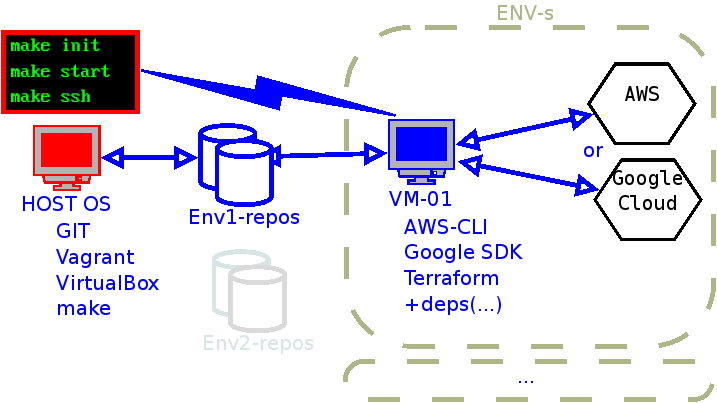 ENV-s
make init
make start
make ssh
AWS
or
Google
Cloud
HOST OS
GIT
Vagrant
VirtualBox
make
Env1-repos
VM-01
AWS-CLI
Google SDK
Terraform
+deps(...)
Env2-repos
...